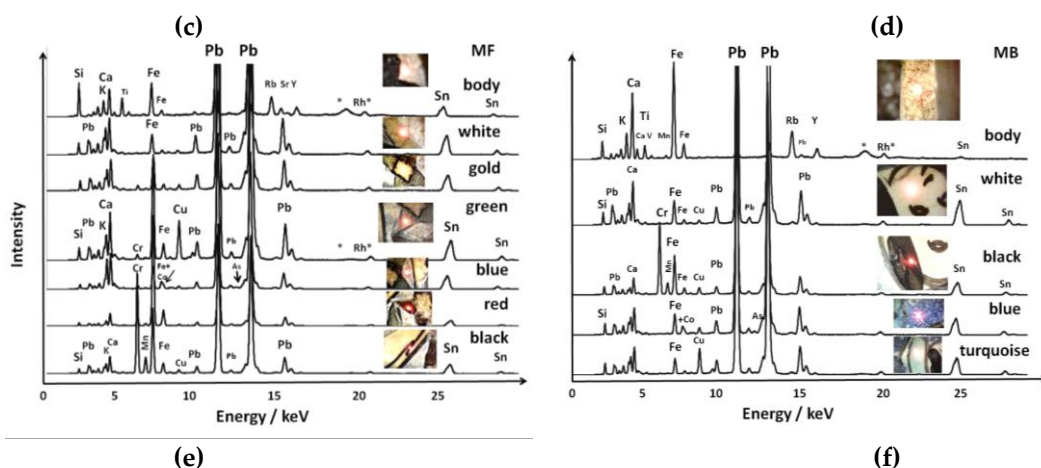 (c)
(d)
Pb Pb MF
Si Ca K Ti Fe Fe Rb Sr Y * Rh* Sn Sn
body
Pb Fe Pb Pb
white
gold
Ca Cu green
Pb K Fe Pb Pb
Si Cr Pb * Rh* Sn Sn
Cr Fe+ Co As blue
red
black
Pb Ca Mn Fe Pb Pb Pb Sn Sn
Si K Cu
Intensity
0 5 10 15 20 25
Energy / keV
Pb Pb MB
Fe
Ca
Si K Ti Ca V Mn Fe Rb Pb Y * Rh* Sn
body
Ca Pb white
Si Pb Cr Fe Fe Cu Pb Pb Sn Sn
Fe black
Pb Ca Mn Fe Cu Pb Sn
Si Fe +Co Cu Pb As blue
Fe Cu turquoise
0 5 10 15 20 25
Energy / keV
(e)
(f)